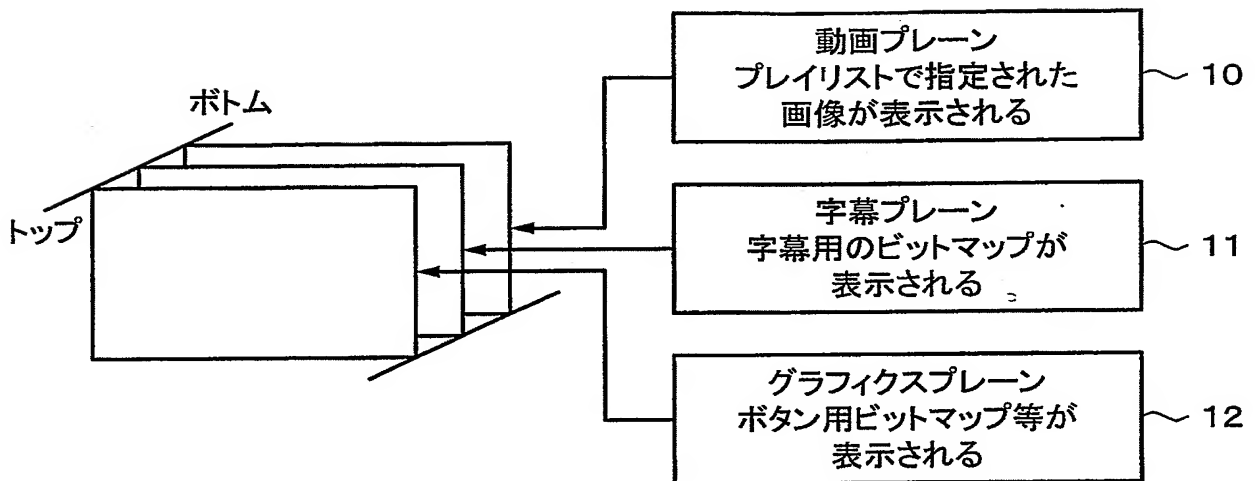 ボトム
トップ
動画プレーン
プレイリストで指定された
画像が表示される
10
字幕プレーン
字幕用のビットマップが
表示される
11
グラフィクスプレーン
ボタン用ビットマップ等が
表示される
12